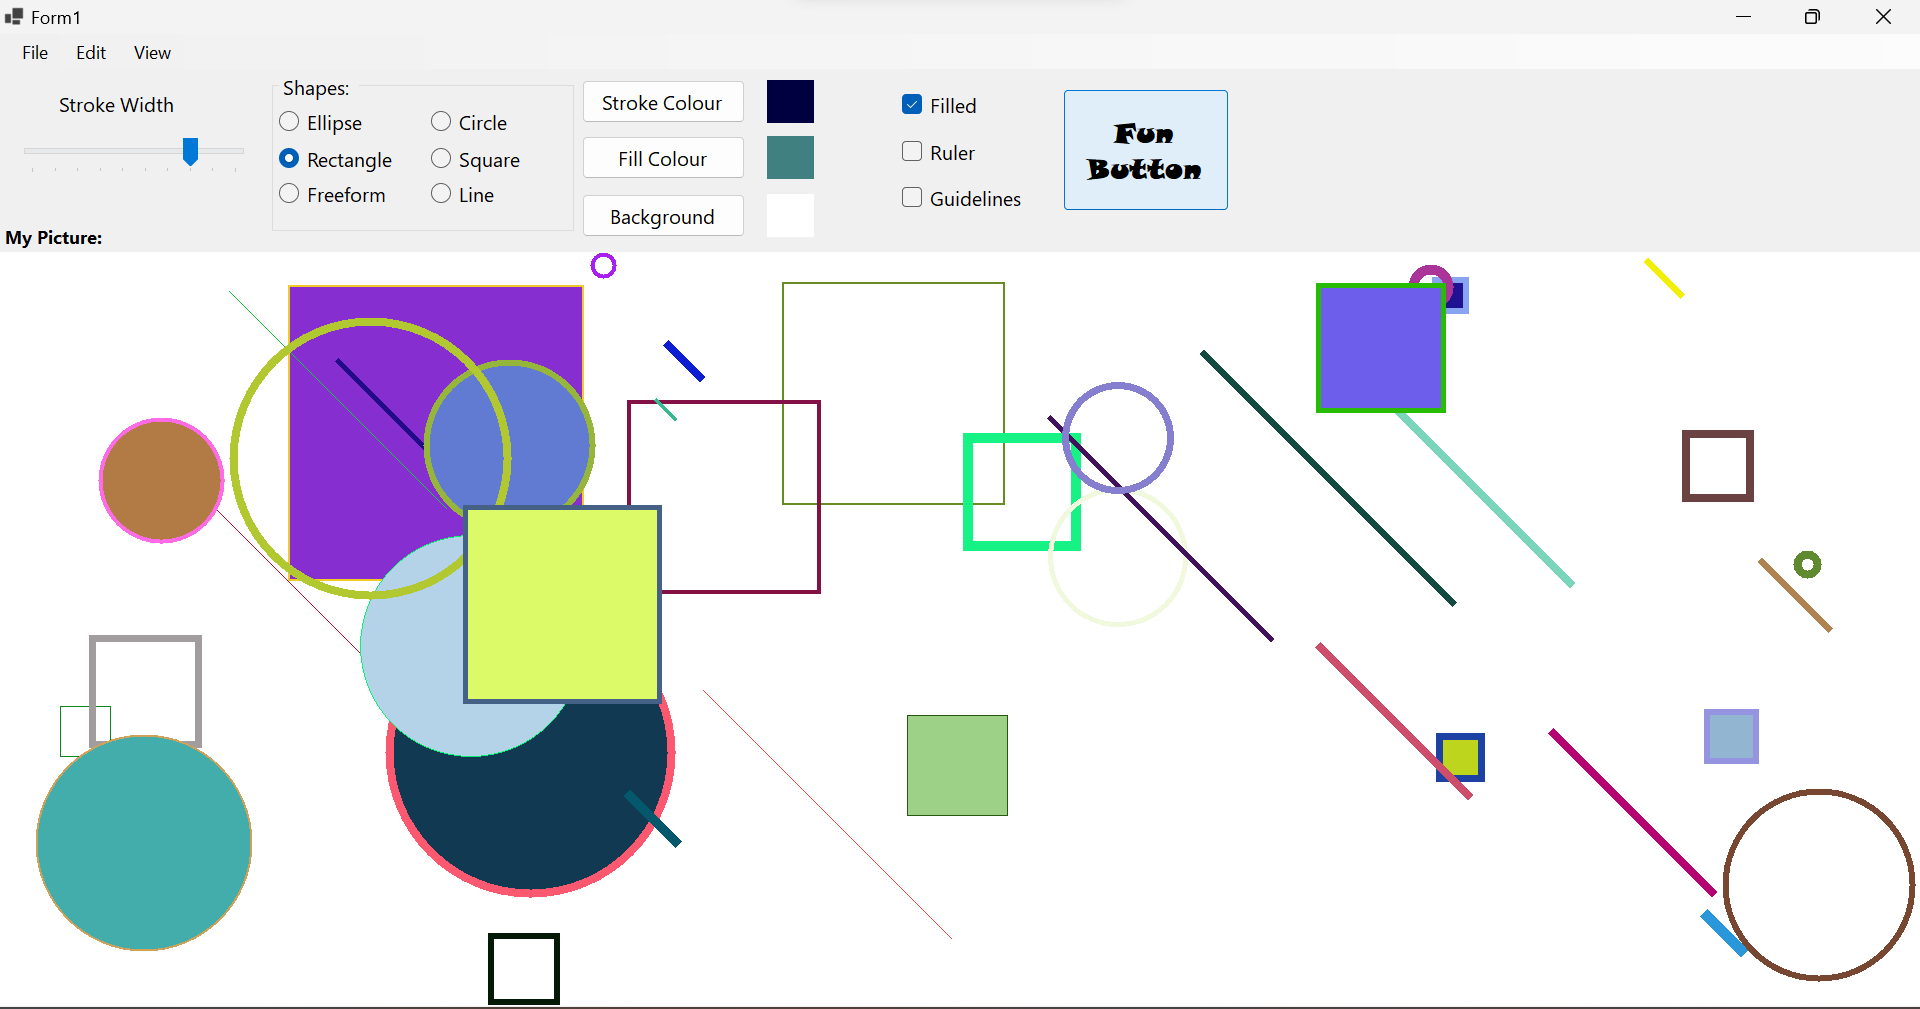 Form1
File Edit View
Stroke Width
Shapes:
Ellipse Circle
Rectangle Square
Freeform Line
Stroke Colour
Fill Colour
Background
Filled
Ruler
Guidelines
Fun
Button
My Picture: